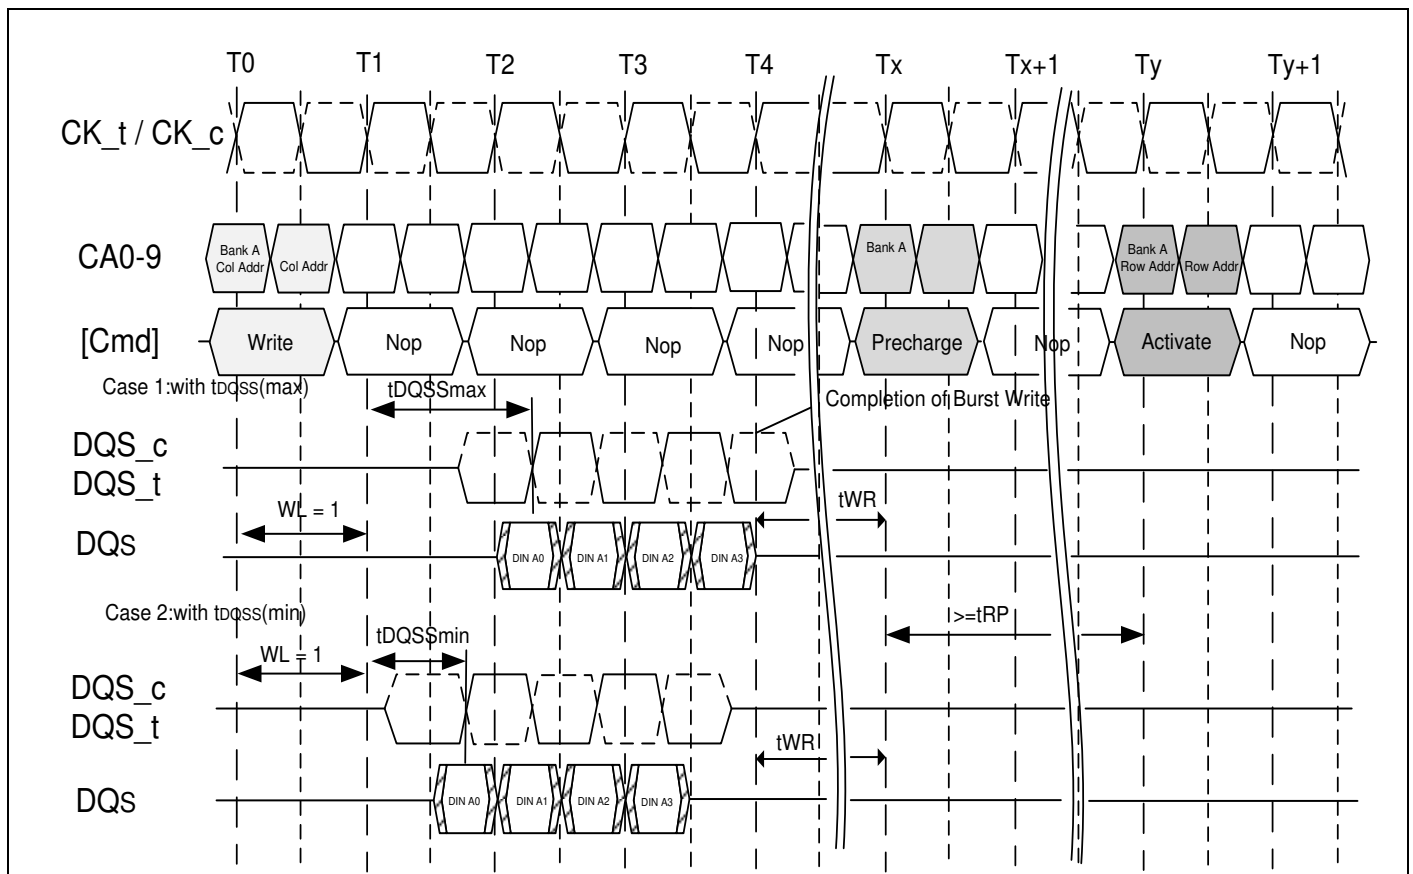 T0 T1 T2 T3 T4 Tx Tx+1 Ty Ty+1
CK_t / CK_c
CA0-9
Bank A
Col Addr
Col Addr
Bank A
Bank A
Row Addr
Row Addr
[Cmd]
Write Nop Nop Nop Nop Precharge Nop Activate Nop
Case 1:with tDQSS(max)
tDQSSmax
Completion of Burst Write
DQS_c
DQS_t
WL = 1
tWR
DQs
DIN A0 DIN A1 DIN A2 DIN A3
Case 2:with tDQSS(min)
tDQSSmin
>=tRP
WL = 1
DQS_c
DQS_t
tWR
DQs
DIN A0 DIN A1 DIN A2 DIN A3